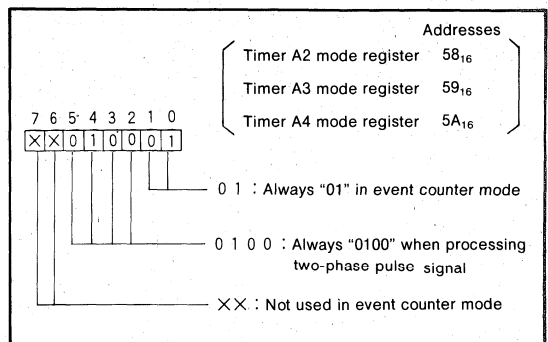 Addresses
Timer A2 mode register 58₁₆
Timer A3 mode register 59₁₆
Timer A4 mode register 5A₁₆
7 6 5 4 3 2 1 0
× × 0 1 0 0 0 1
0 1 : Always "01" in event counter mode
0 1 0 0 : Always "0100" when processing
two-phase pulse signal
×× : Not used in event counter mode